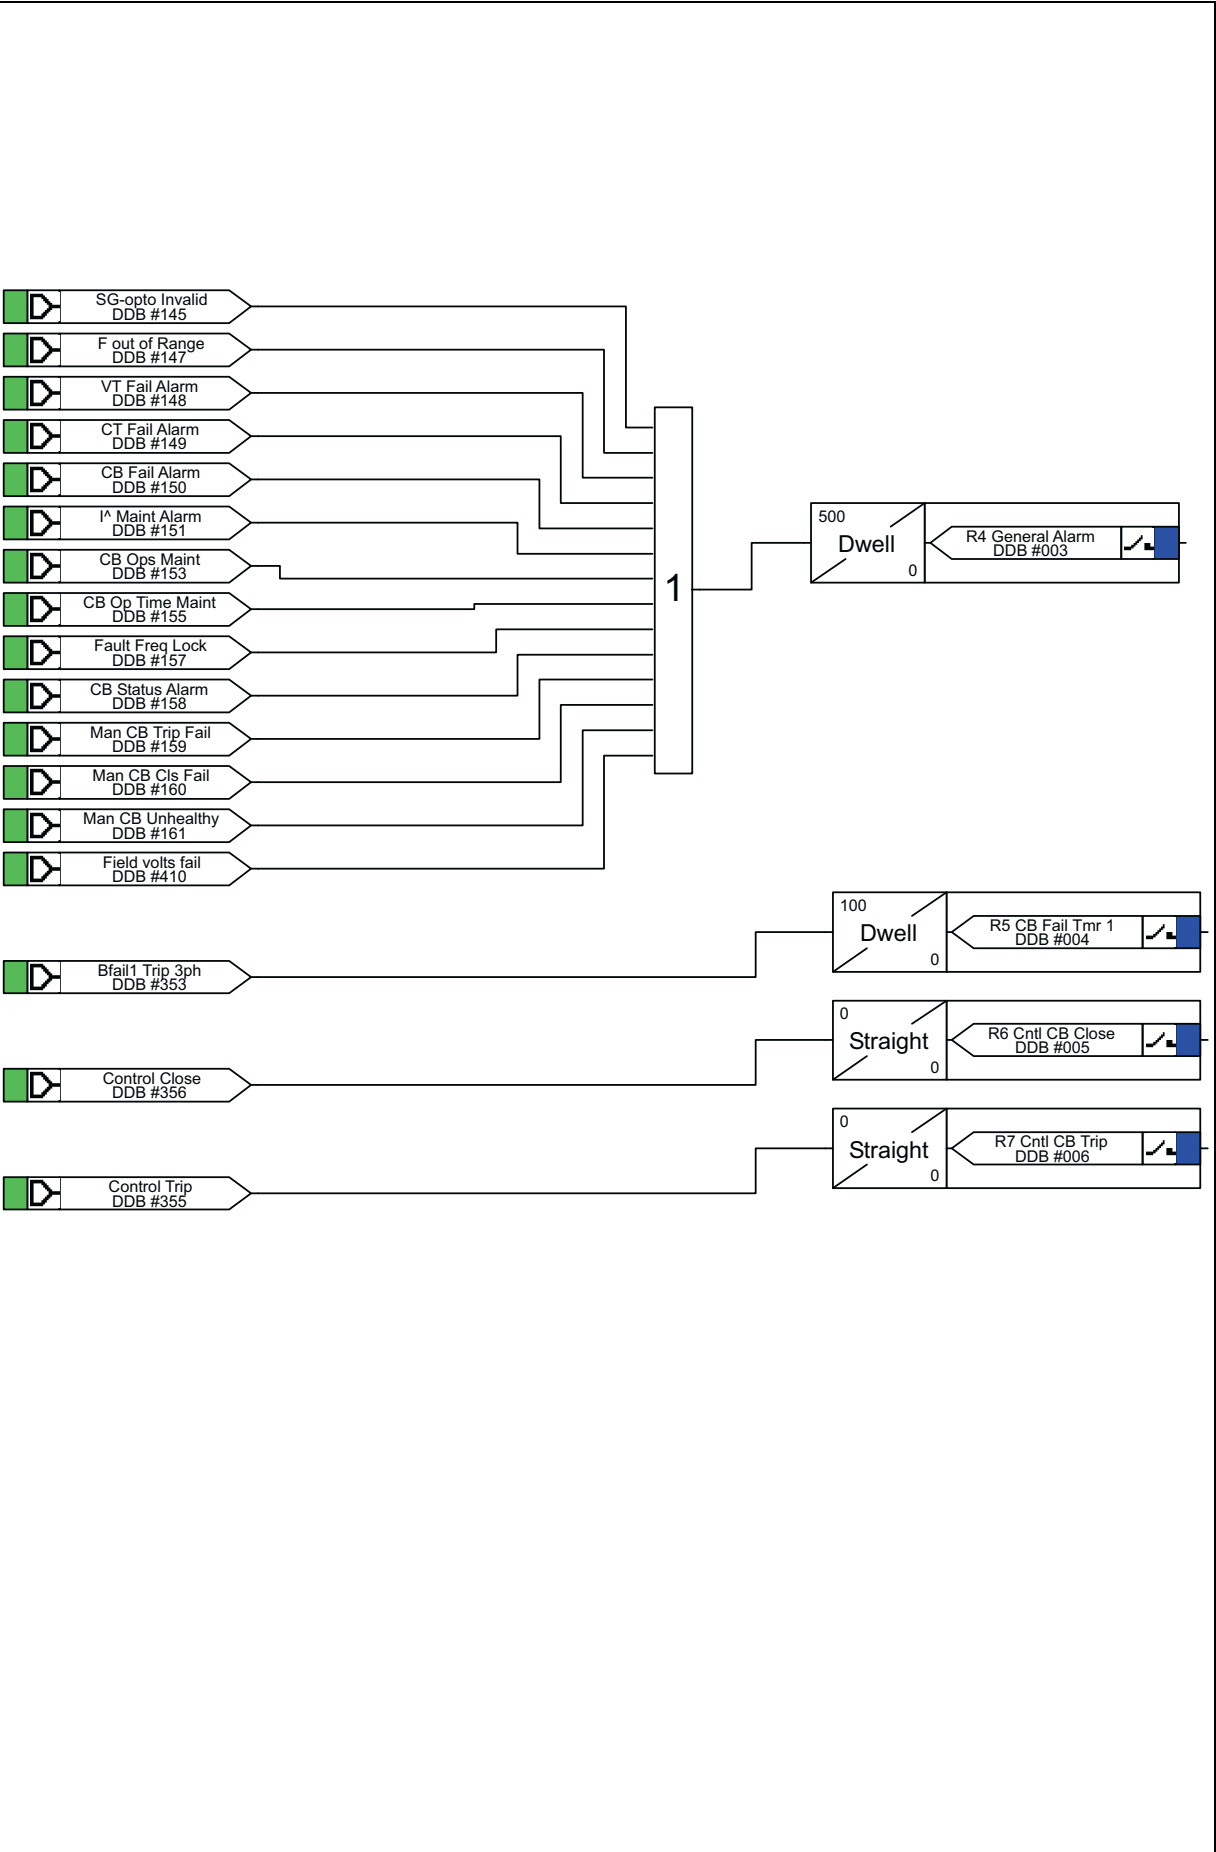 SG-opto Invalid
DDB #145
F out of Range
DDB #147
VT Fail Alarm
DDB #148
CT Fail Alarm
DDB #149
CB Fail Alarm
DDB #150
I^ Maint Alarm
DDB #151
CB Ops Maint
DDB #153
CB Op Time Maint
DDB #155
Fault Freq Lock
DDB #157
CB Status Alarm
DDB #158
Man CB Trip Fail
DDB #159
Man CB Cls Fail
DDB #160
Man CB Unhealthy
DDB #161
Field volts fail
DDB #410
1
500
Dwell
0
R4 General Alarm
DDB #003
Bfail1 Trip 3ph
DDB #353
100
Dwell
0
R5 CB Fail Tmr 1
DDB #004
Control Close
DDB #356
0
Straight
0
R6 Cntl CB Close
DDB #005
Control Trip
DDB #355
0
Straight
0
R7 Cntl CB Trip
DDB #006